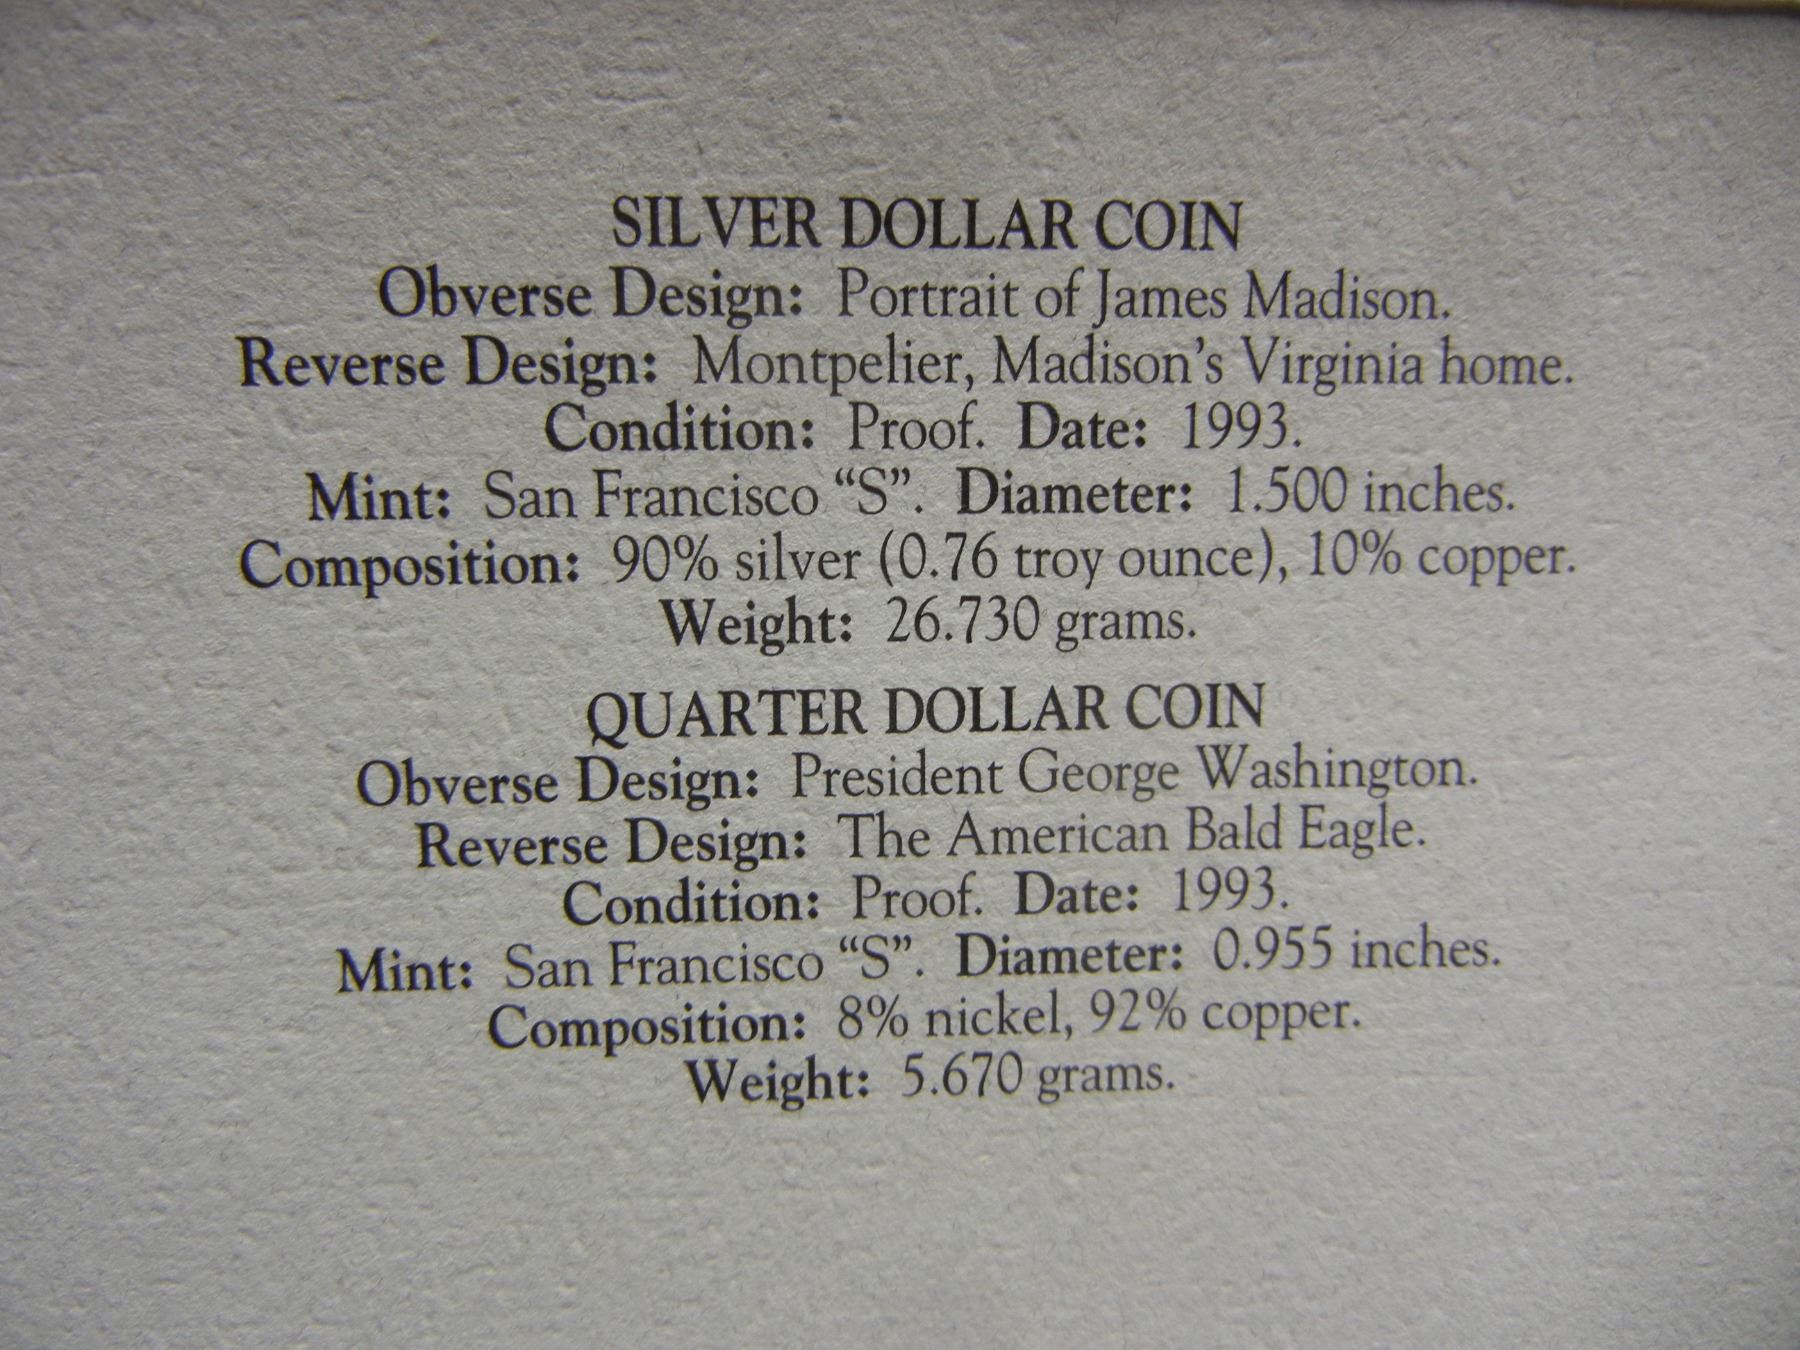 SILVER DOLLAR COIN
Obverse Design: Portrait of James Madison.
Reverse Design: Montpelier, Madison's Virginia home.
Condition: Proof. Date: 1993.
Mint: San Francisco “S”. Diameter: 1.500 inches.
Composition: 90% silver (0.76 troy ounce), 10% copper.
Weight: 26.730 grams.
QUARTER DOLLAR COIN
Obverse Design: President George Washington.
Reverse Design: The American Bald Eagle.
Condition: Proof. Date: 1993.
Mint: San Francisco “S”. Diameter: 0.955 inches.
Composition: 8% nickel, 92% copper.
Weight: 5.670 grams.